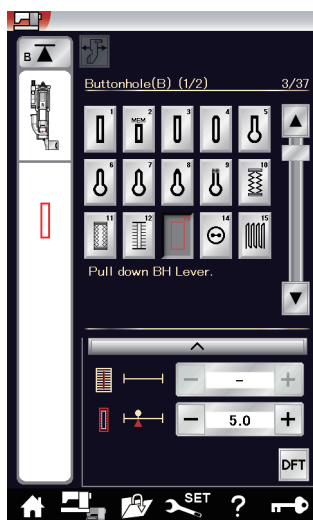 B
Buttonhole(B) (1/2) 3/37
1 2 3 4 5
MEM
6 7 8 9 10
11 12 14 15
Pull down BH Lever.
− - +
− 5.0 +
DFT
SET
?